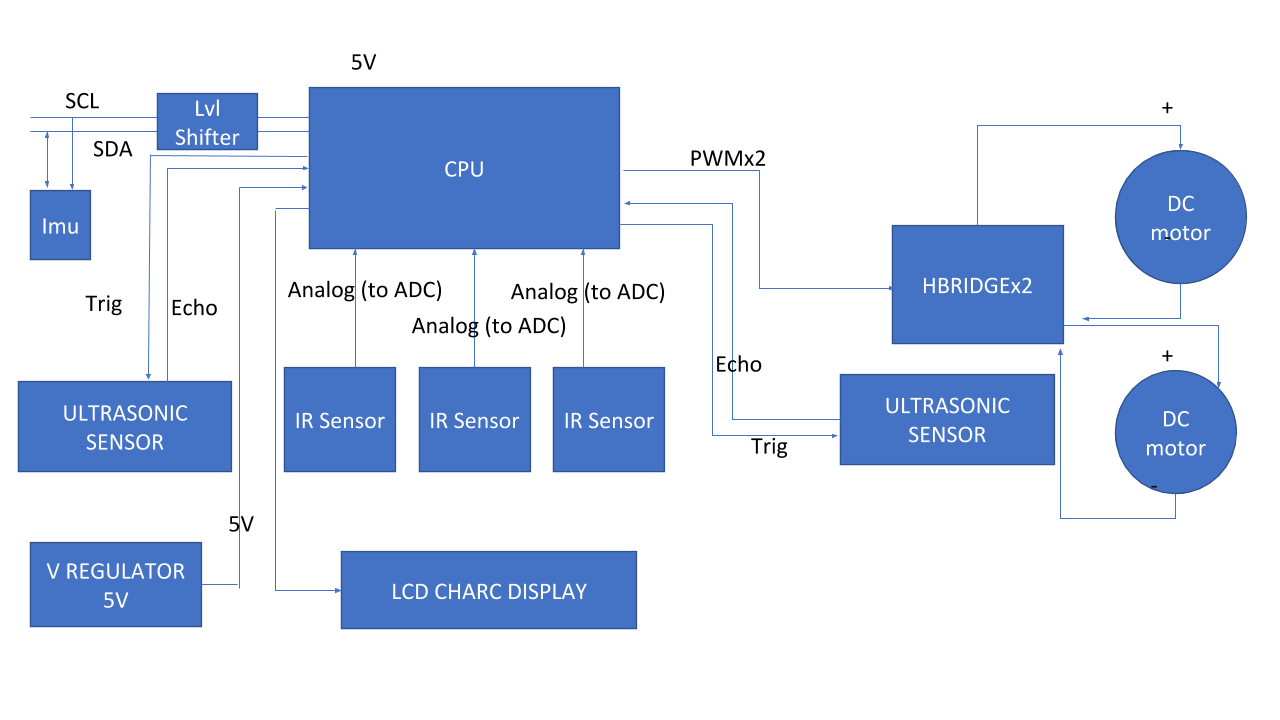 5V
SCL
Lvl
Shifter
SDA
CPU
PWMx2
+
DC
motor
-
Imu
HBRIDGEx2
Trig
Echo
Analog (to ADC)
Analog (to ADC)
Analog (to ADC)
+
Echo
ULTRASONIC
SENSOR
IR Sensor
IR Sensor
IR Sensor
ULTRASONIC
SENSOR
Trig
DC
motor
-
5V
V REGULATOR
5V
LCD CHARC DISPLAY